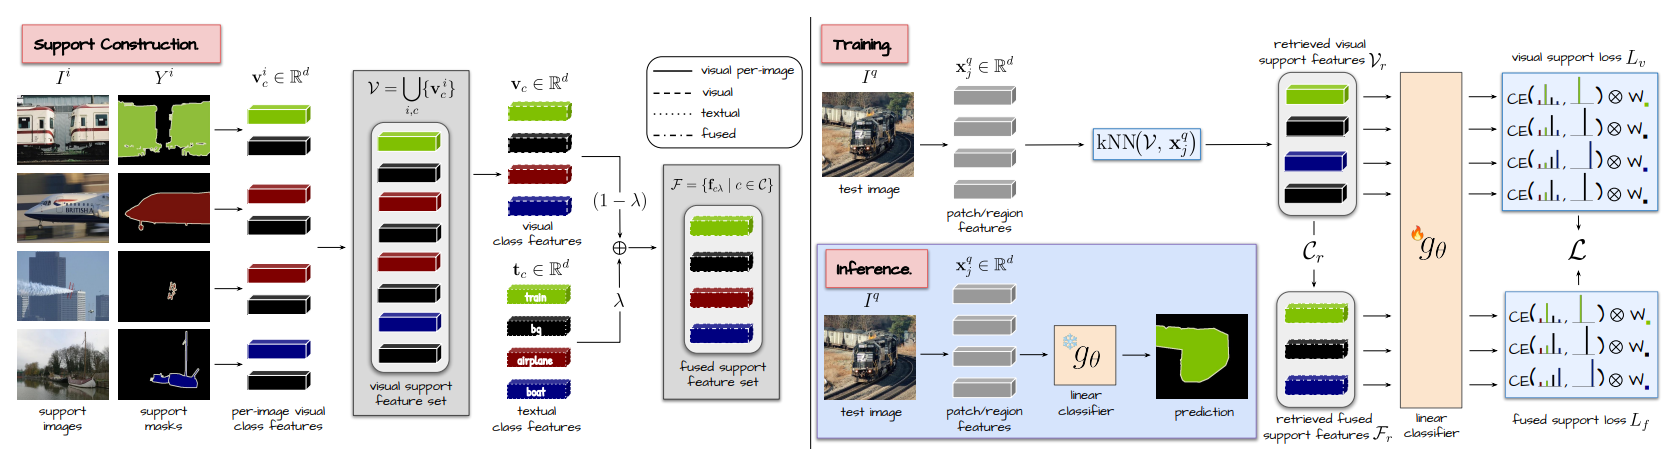 Support Construction.
I^i
Y^i
v_c^i ∈ ℝ^d
support
images
support
masks
per-image visual
class features
𝒱 = ⋃{v_c^i}
i,c
visual support
feature set
v_c ∈ ℝ^d
visual
class features
t_c ∈ ℝ^d
train
bg
airplane
boat
textual
class features
visual per-image
visual
textual
fused
(1 − λ)
⊕
λ
ℱ = {f_{cλ} | c ∈ 𝒞}
fused support
feature set
Training.
I^q
test image
x_j^q ∈ ℝ^d
patch/region
features
kNN(𝒱, x_j^q)
retrieved visual
support features 𝒱_r
𝒞_r
retrieved fused
support features ℱ_r
🔥
g_θ
linear
classifier
visual support loss L_v
CE( , ) ⊗ w
CE( , ) ⊗ w
CE( , ) ⊗ w
CE( , ) ⊗ w
ℒ
CE( , ) ⊗ w
CE( , ) ⊗ w
CE( , ) ⊗ w
fused support loss L_f
Inference.
I^q
test image
x_j^q ∈ ℝ^d
patch/region
features
g_θ
linear
classifier
prediction